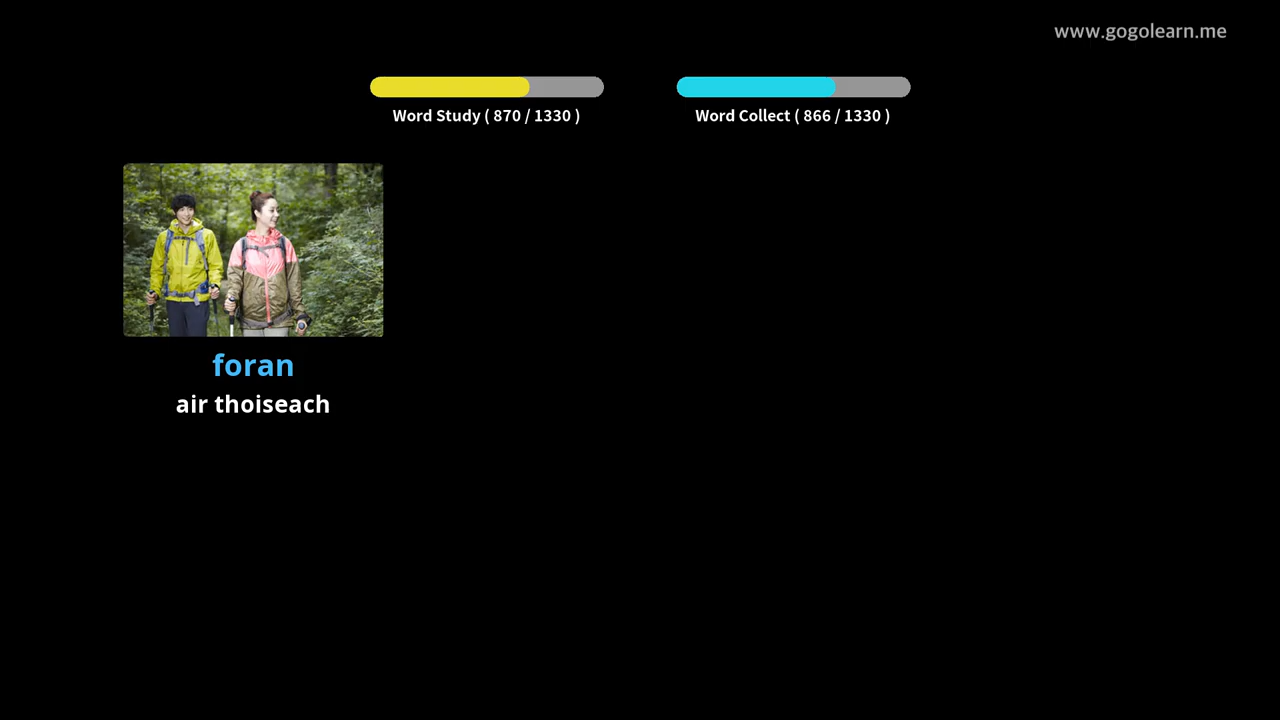 www.gogolearn.me
Word Study ( 870 / 1330 )
Word Collect ( 866 / 1330 )
foran
air thoiseach